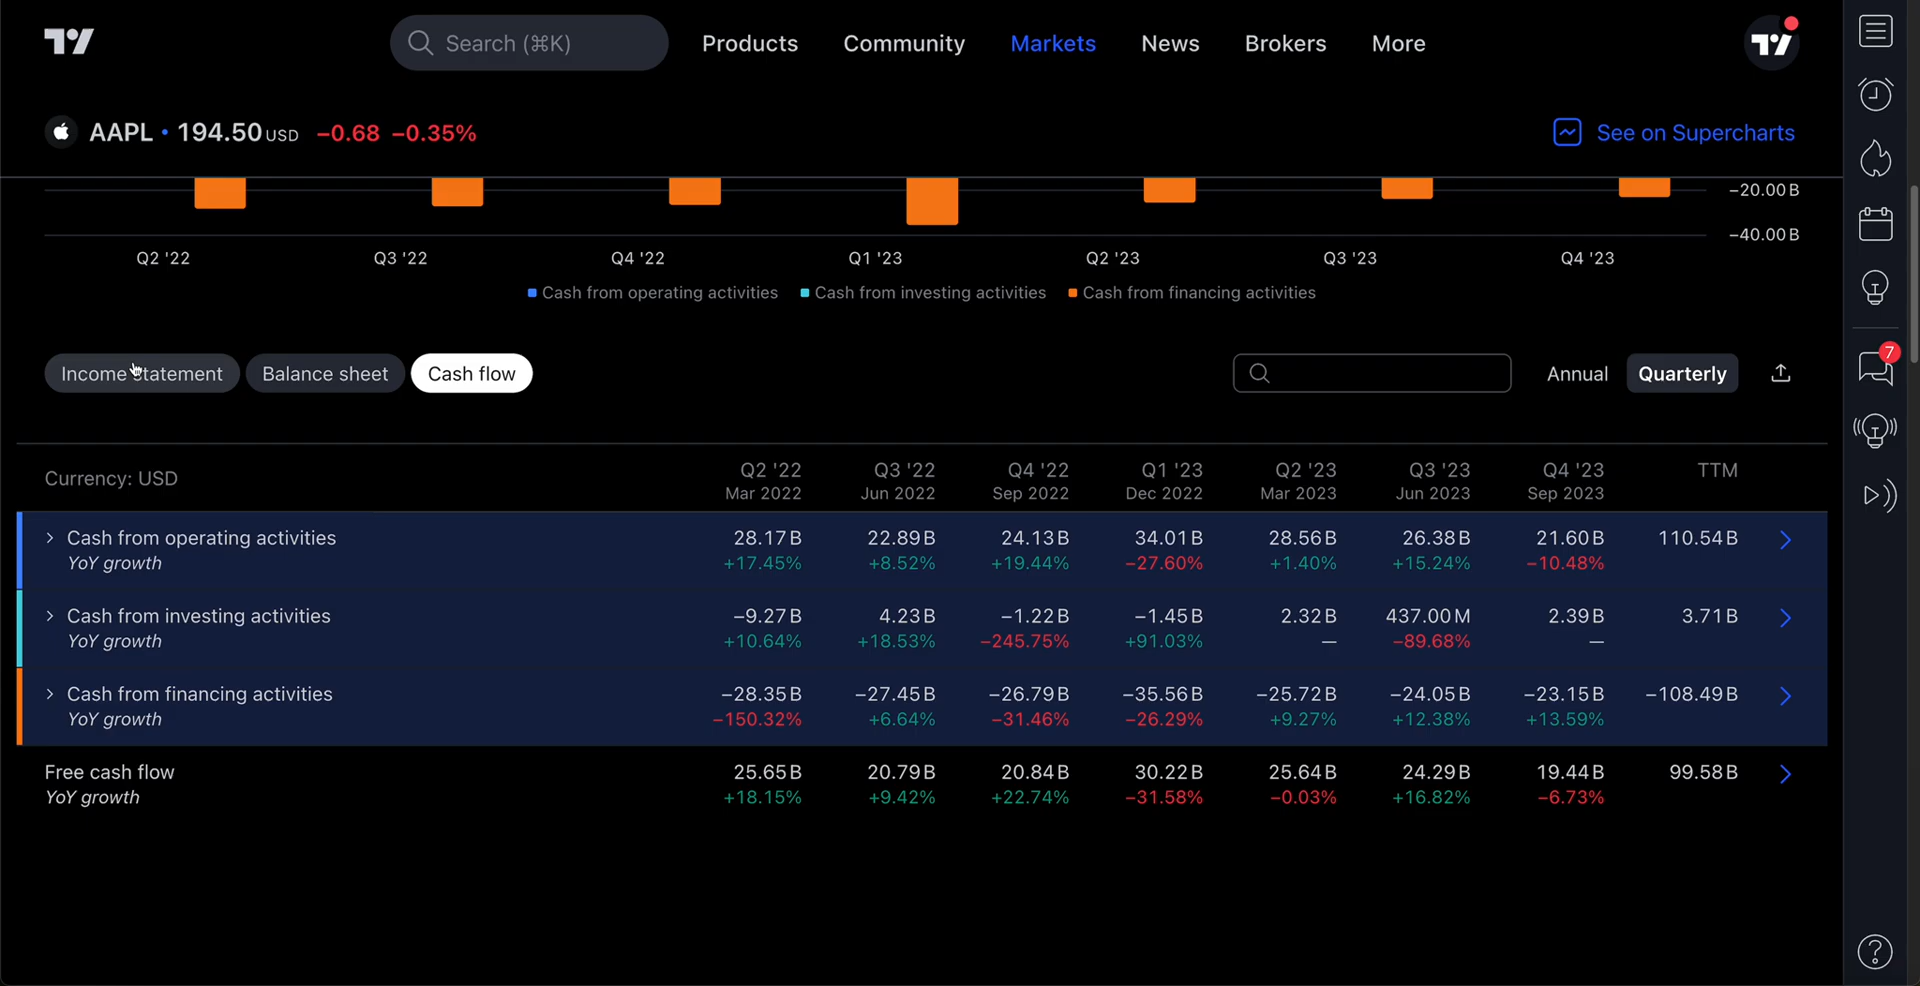 Search (⌘K)
Products
Community
Markets
News
Brokers
More
AAPL • 194.50 USD −0.68 −0.35%
See on Supercharts
−20.00 B
−40.00 B
Q2 '22 Q3 '22 Q4 '22 Q1 '23 Q2 '23 Q3 '23 Q4 '23
Cash from operating activities Cash from investing activities Cash from financing activities
Income statement Balance sheet Cash flow Annual Quarterly
7
Currency: USD
Q2 '22 Q3 '22 Q4 '22 Q1 '23 Q2 '23 Q3 '23 Q4 '23 TTM
Mar 2022 Jun 2022 Sep 2022 Dec 2022 Mar 2023 Jun 2023 Sep 2023
Cash from operating activities 28.17 B 22.89 B 24.13 B 34.01 B 28.56 B 26.38 B 21.60 B 110.54 B
YoY growth +17.45% +8.52% +19.44% −27.60% +1.40% +15.24% −10.48%
Cash from investing activities −9.27 B 4.23 B −1.22 B −1.45 B 2.32 B 437.00 M 2.39 B 3.71 B
YoY growth +10.64% +18.53% −245.75% +91.03% — −89.68% —
Cash from financing activities −28.35 B −27.45 B −26.79 B −35.56 B −25.72 B −24.05 B −23.15 B −108.49 B
YoY growth −150.32% +6.64% −31.46% −26.29% +9.27% +12.38% +13.59%
Free cash flow 25.65 B 20.79 B 20.84 B 30.22 B 25.64 B 24.29 B 19.44 B 99.58 B
YoY growth +18.15% +9.42% +22.74% −31.58% −0.03% +16.82% −6.73%